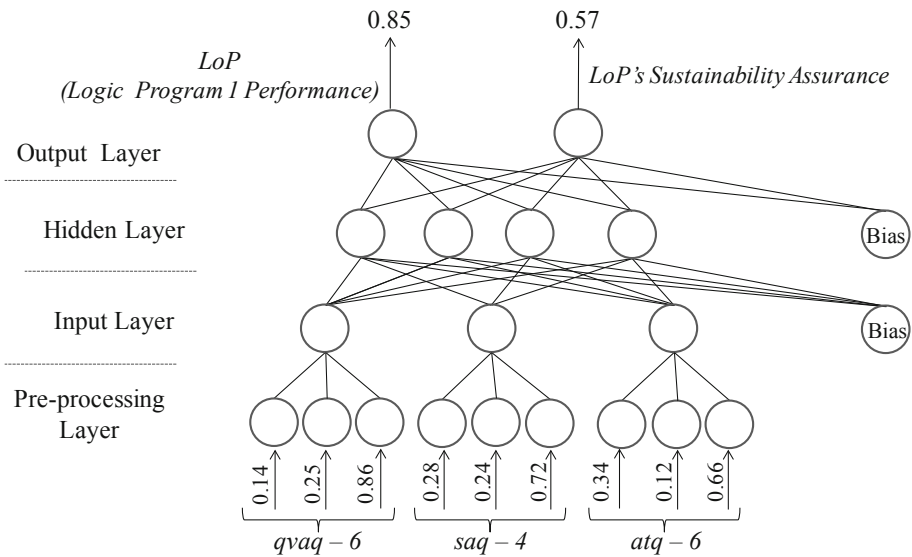 0.85
0.57
LoP
(Logic Program 1 Performance)
LoP's Sustainability Assurance
Output Layer
Hidden Layer
Bias
Input Layer
Bias
Pre-processing
Layer
0.14
0.25
0.86
0.28
0.24
0.72
0.34
0.12
0.66
qvaq – 6
saq – 4
atq – 6